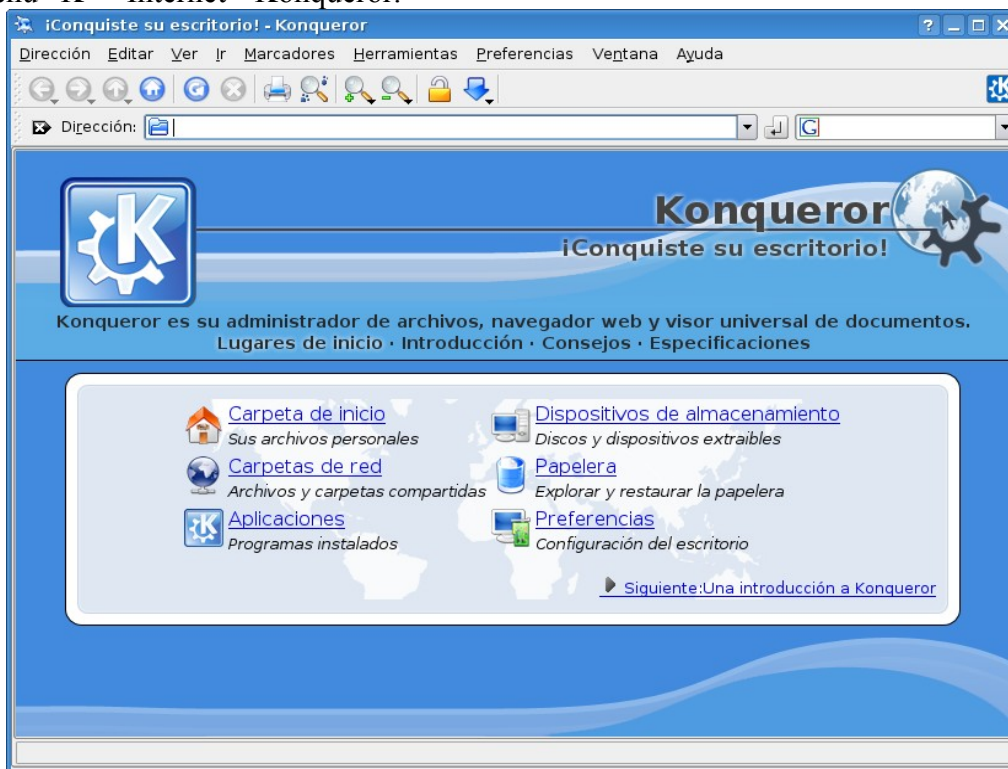 "K" Internet Konqueror.
¡Conquiste su escritorio! - Konqueror
Dirección Editar Ver Ir Marcadores Herramientas Preferencias Ventana Ayuda
Dirección:
Konqueror
¡Conquiste su escritorio!
Konqueror es su administrador de archivos, navegador web y visor universal de documentos.
Lugares de inicio · Introducción · Consejos · Especificaciones
Carpeta de inicio
Sus archivos personales
Dispositivos de almacenamiento
Discos y dispositivos extraibles
Carpetas de red
Archivos y carpetas compartidas
Papelera
Explorar y restaurar la papelera
Aplicaciones
Programas instalados
Preferencias
Configuración del escritorio
Siguiente:Una introducción a Konqueror